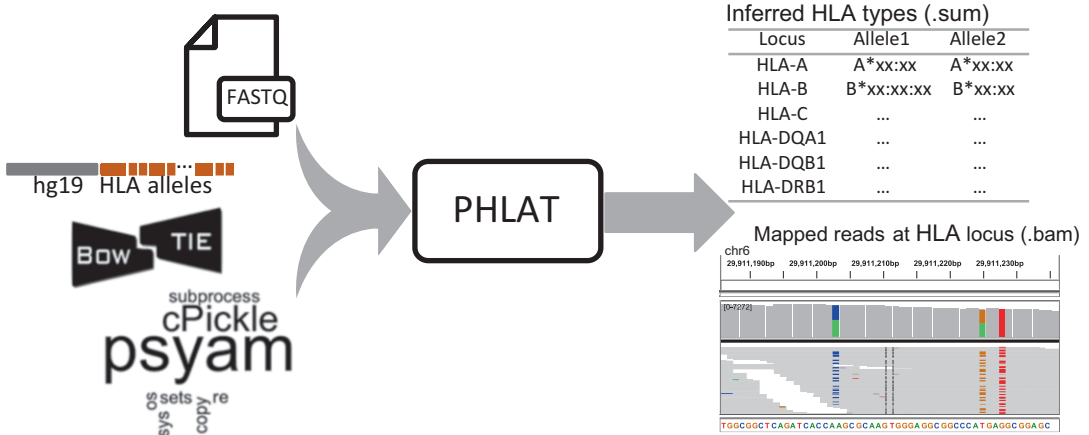 FASTQ
hg19 HLA alleles
BOW TIE
subprocess
cPickle
psyam
os sets re
sys copy
PHLAT
Inferred HLA types (.sum)
Locus Allele1 Allele2
HLA-A A*xx:xx A*xx:xx
HLA-B B*xx:xx:xx B*xx:xx
HLA-C ... ...
HLA-DQA1 ... ...
HLA-DQB1 ... ...
HLA-DRB1 ... ...
Mapped reads at HLA locus (.bam)
chr6
29,911,190bp 29,911,200bp 29,911,210bp 29,911,220bp 29,911,230bp
[0-7272]
TGGCGGCTCAGATCACCAAGCGCAAGTGGGAGGCGGCCCATGAGGCGGAGC